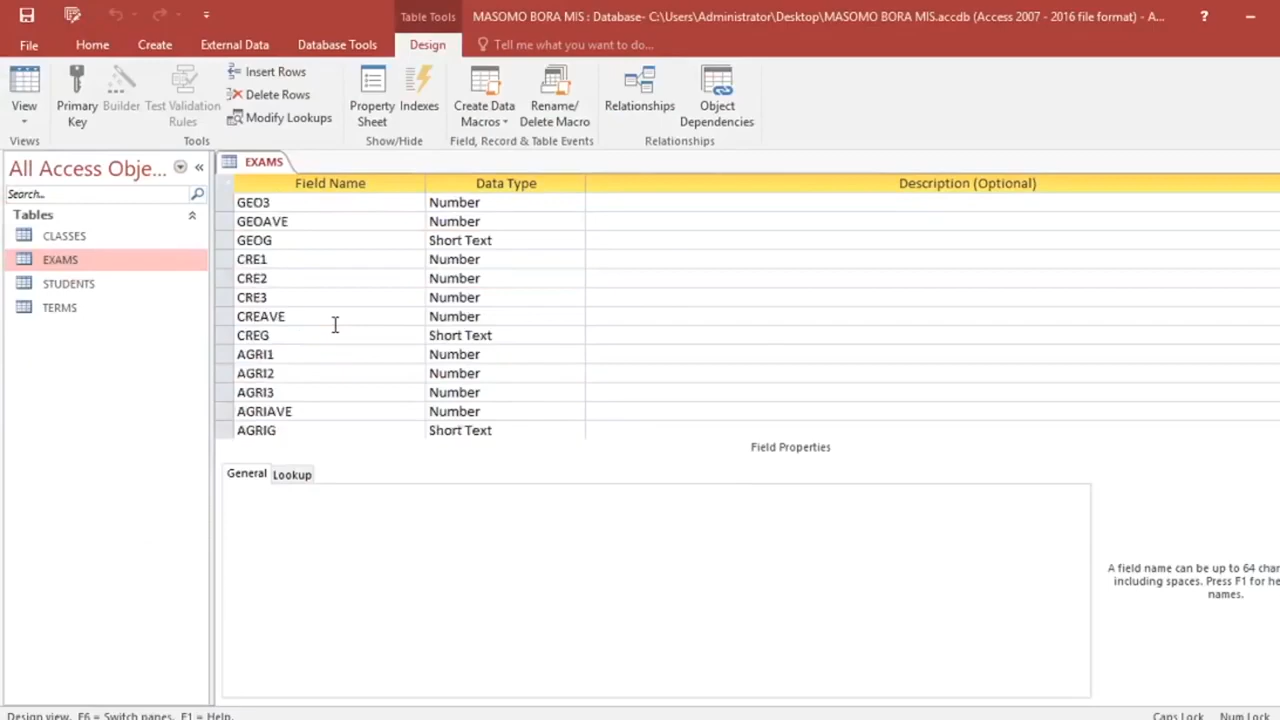 Table Tools
MASOMO BORA MIS : Database- C:\Users\Administrator\Desktop\MASOMO BORA MIS.accdb (Access 2007 - 2016 file format) - A...
?
File
Home
Create
External Data
Database Tools
Design
Tell me what you want to do...
View
Primary Key
Builder
Test Validation Rules
Insert Rows
Delete Rows
Modify Lookups
Property Sheet
Indexes
Create Data Macros
Rename/ Delete Macro
Relationships
Object Dependencies
Views
Tools
Show/Hide
Field, Record & Table Events
Relationships
All Access Obje...
«
Search...
Tables
CLASSES
EXAMS
STUDENTS
TERMS
EXAMS
Field Name Data Type Description (Optional)
GEO3 Number
GEOAVE Number
GEOG Short Text
CRE1 Number
CRE2 Number
CRE3 Number
CREAVE Number
CREG Short Text
AGRI1 Number
AGRI2 Number
AGRI3 Number
AGRIAVE Number
AGRIG Short Text
Field Properties
General Lookup
A field name can be up to 64 char
including spaces. Press F1 for he
names.
Design view. F6 = Switch panes. F1 = Help.
Caps Lock Num Lock